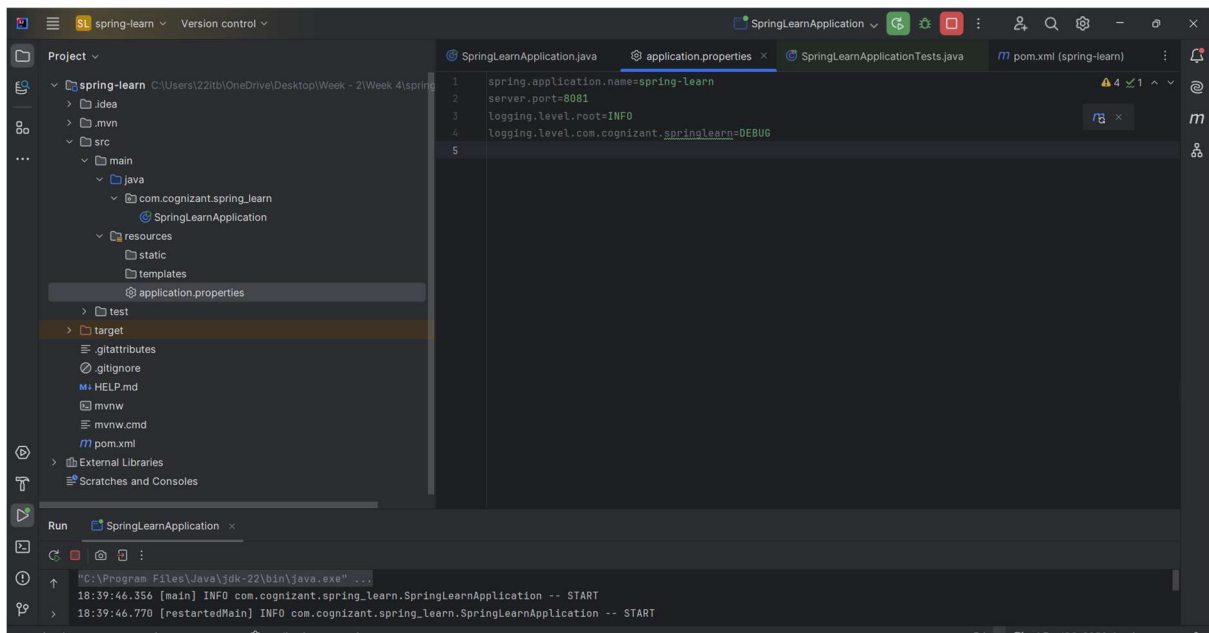 SL spring-learn Version control SpringLearnApplication
Project
spring-learn C:\Users\22itb\OneDrive\Desktop\Week - 2\Week 4\spring
.idea
.mvn
src
main
java
com.cognizant.spring_learn
SpringLearnApplication
resources
static
templates
application.properties
test
target
.gitattributes
.gitignore
M↓ HELP.md
mvnw
mvnw.cmd
m pom.xml
External Libraries
Scratches and Consoles
SpringLearnApplication.java application.properties SpringLearnApplicationTests.java m pom.xml (spring-learn)
1 spring.application.name=spring-learn
2 server.port=8081
3 logging.level.root=INFO
4 logging.level.com.cognizant.springlearn=DEBUG
5
4 1
m
m
Run SpringLearnApplication
"C:\Program Files\Java\jdk-22\bin\java.exe" ...
18:39:46.356 [main] INFO com.cognizant.spring_learn.SpringLearnApplication -- START
18:39:46.770 [restartedMain] INFO com.cognizant.spring_learn.SpringLearnApplication -- START